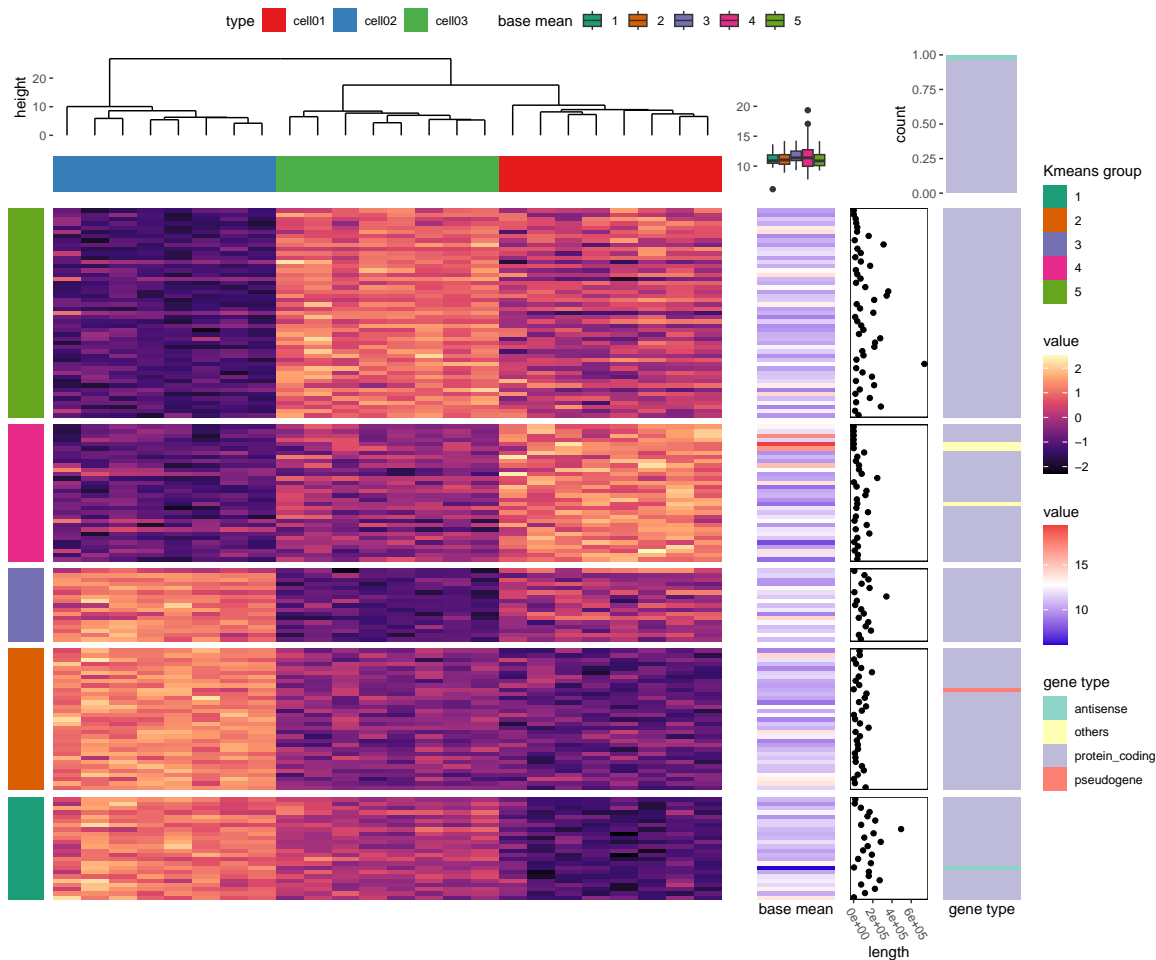 type cell01 cell02 cell03 base mean 1 2 3 4 5
height
20
10
0
20
15
10
count
1.00
0.75
0.50
0.25
0.00
Kmeans group
1
2
3
4
5
value
2
1
0
−1
−2
value
15
10
gene type
antisense
others
protein_coding
pseudogene
base mean
0e+00
2e+05
4e+05
6e+05
length
gene type